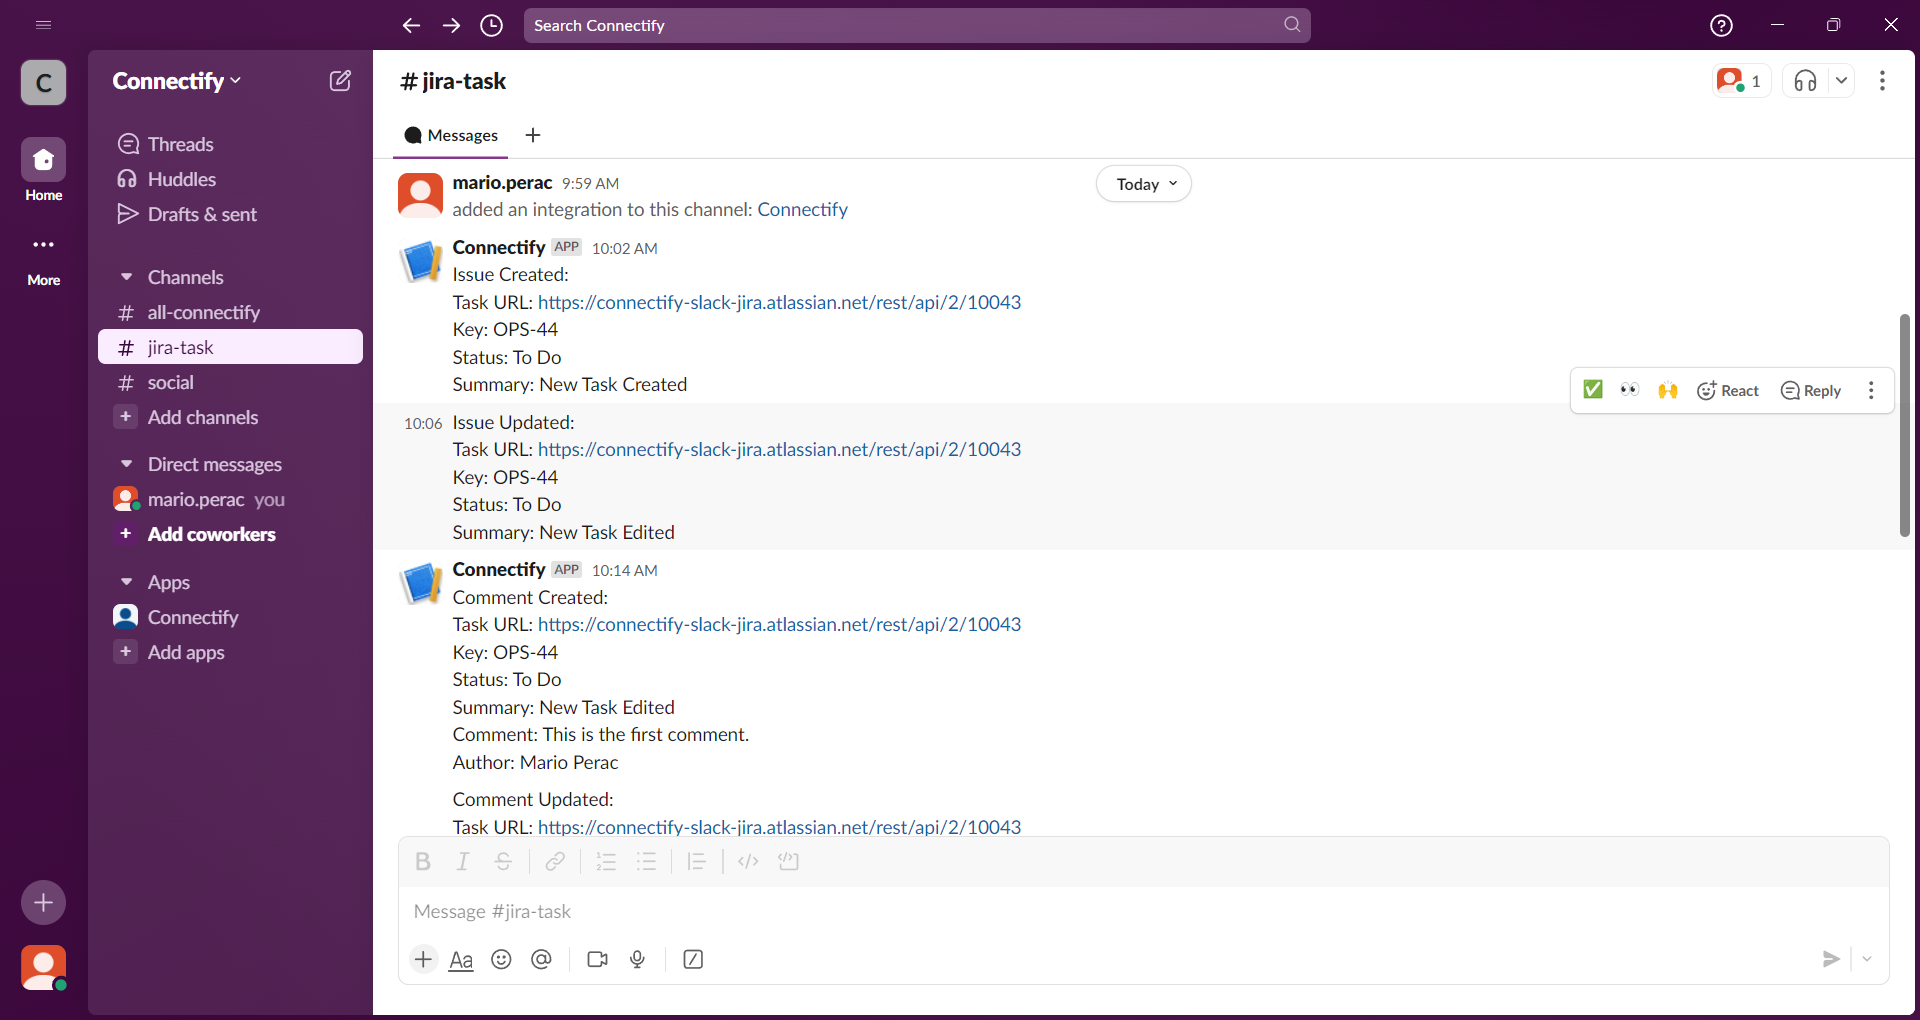 Search Connectify
C
Home
More
Connectify
Threads
Huddles
Drafts & sent
Channels
# all-connectify
# jira-task
# social
+ Add channels
Direct messages
mario.perac you
+ Add coworkers
Apps
Connectify
+ Add apps
# jira-task
1
Messages
Today
mario.perac 9:59 AM
added an integration to this channel: Connectify
Connectify APP 10:02 AM
Issue Created:
Task URL: https://connectify-slack-jira.atlassian.net/rest/api/2/10043
Key: OPS-44
Status: To Do
Summary: New Task Created
React Reply
10:06 Issue Updated:
Task URL: https://connectify-slack-jira.atlassian.net/rest/api/2/10043
Key: OPS-44
Status: To Do
Summary: New Task Edited
Connectify APP 10:14 AM
Comment Created:
Task URL: https://connectify-slack-jira.atlassian.net/rest/api/2/10043
Key: OPS-44
Status: To Do
Summary: New Task Edited
Comment: This is the first comment.
Author: Mario Perac
Comment Updated:
Task URL: https://connectify-slack-jira.atlassian.net/rest/api/2/10043
B I S
Message #jira-task
Aa @